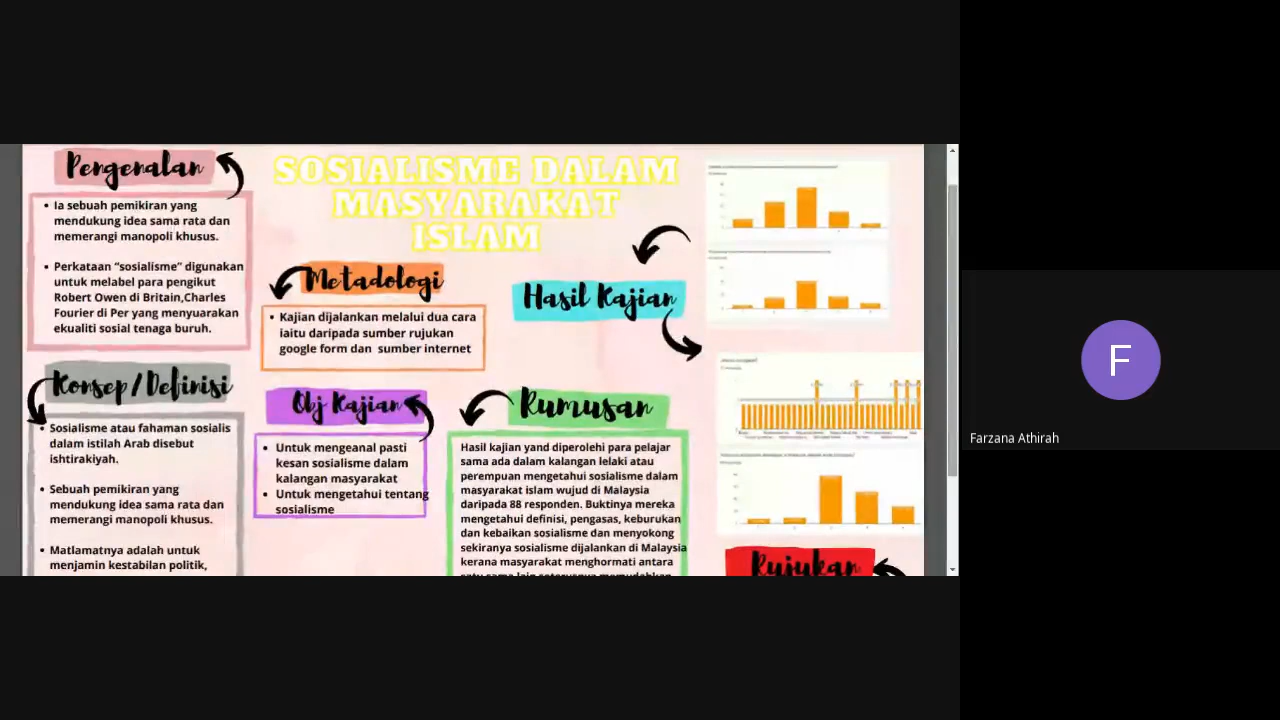 Pengenalan
Ia sebuah pemikiran yang
mendukung idea sama rata dan
memerangi manopoli khusus.
Perkataan “sosialisme” digunakan
untuk melabel para pengikut
Robert Owen di Britain,Charles
Fourier di Per yang menyuarakan
ekualiti sosial tenaga buruh.
Konsep/Definisi
Sosialisme atau fahaman sosialis
dalam istilah Arab disebut
ishtirakiyah.
Sebuah pemikiran yang
mendukung idea sama rata dan
memerangi manopoli khusus.
Matlamatnya adalah untuk
menjamin kestabilan politik,
SOSIALISME DALAM
MASYARAKAT
ISLAM
Metadologi
Kajian dijalankan melalui dua cara
iaitu daripada sumber rujukan
google form dan sumber internet
Obj Kajian
Untuk mengeanal pasti
kesan sosialisme dalam
kalangan masyarakat
Untuk mengetahui tentang
sosialisme
Hasil Kajian
Rumusan
Hasil kajian yand diperolehi para pelajar
sama ada dalam kalangan lelaki atau
perempuan mengetahui sosialisme dalam
masyarakat islam wujud di Malaysia
daripada 88 responden. Buktinya mereka
mengetahui definisi, pengasas, keburukan
dan kebaikan sosialisme dan menyokong
sekiranya sosialisme dijalankan di Malaysia
kerana masyarakat menghormati antara
Rujukan
F
Farzana Athirah